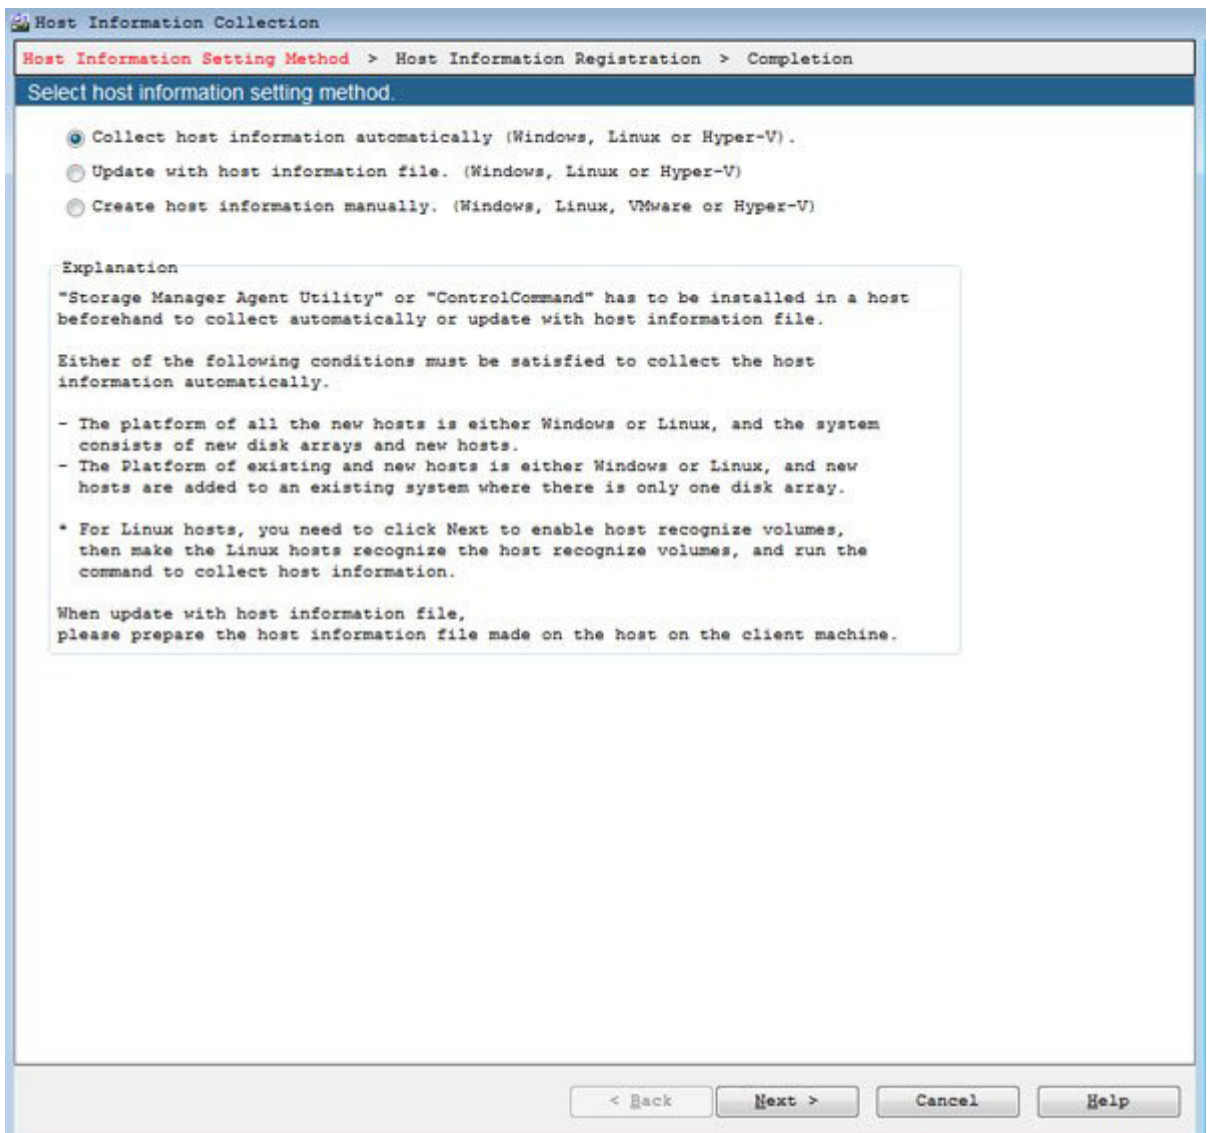 Host Information Collection
Host Information Setting Method > Host Information Registration > Completion
Select host information setting method.
Collect host information automatically (Windows, Linux or Hyper-V).
Update with host information file. (Windows, Linux or Hyper-V)
Create host information manually. (Windows, Linux, VMware or Hyper-V)
Explanation
"Storage Manager Agent Utility" or "ControlCommand" has to be installed in a host
beforehand to collect automatically or update with host information file.
Either of the following conditions must be satisfied to collect the host
information automatically.
- The platform of all the new hosts is either Windows or Linux, and the system
consists of new disk arrays and new hosts.
- The Platform of existing and new hosts is either Windows or Linux, and new
hosts are added to an existing system where there is only one disk array.
* For Linux hosts, you need to click Next to enable host recognize volumes,
then make the Linux hosts recognize the host recognize volumes, and run the
command to collect host information.
When update with host information file,
please prepare the host information file made on the host on the client machine.
< Back Next > Cancel Help